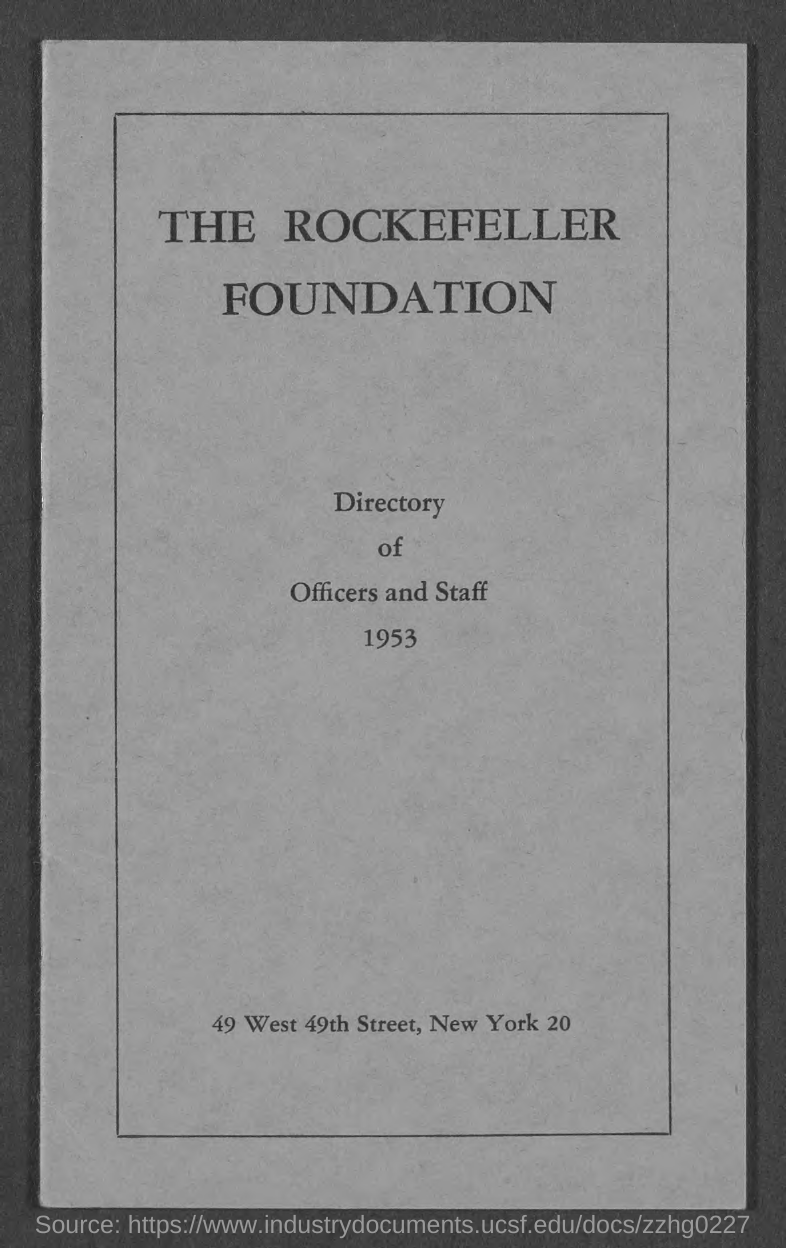 THE ROCKEFELLER
FOUNDATION
Directory
of
Officers and Staff
1953
49 West 49th Street, New York 20
Source: https://www.industrydocuments.ucsf.edu/docs/zzhg0227